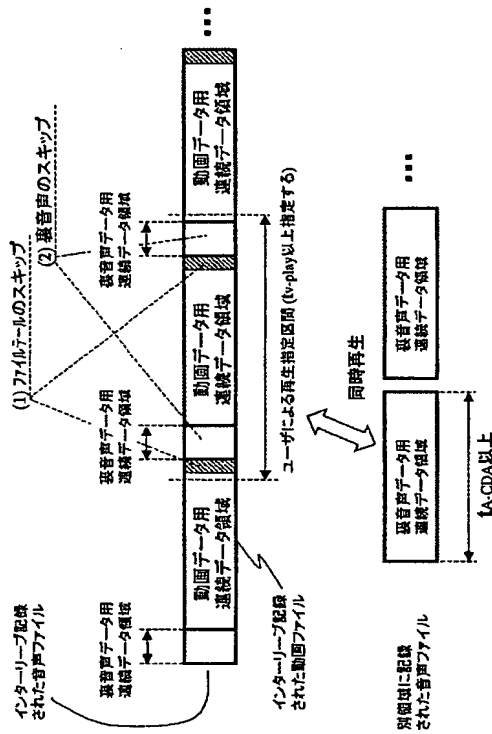 インターリーブ記録
された音声ファイル
(1) ファイルテールのスキップ
(2) 裏音声のスキップ
裏音声データ用
連続データ領域
裏音声データ用
連続データ領域
裏音声データ用
連続データ領域
動画データ用
連続データ領域
動画データ用
連続データ領域
動画データ用
連続データ領域
...
インターリーブ記録
された動画ファイル
ユーザによる再生指定区間 (tv-play以上指定する)
同時再生
別領域に記録
された音声ファイル
裏音声データ用
連続データ領域
裏音声データ用
連続データ領域
...
tA-CDA以上